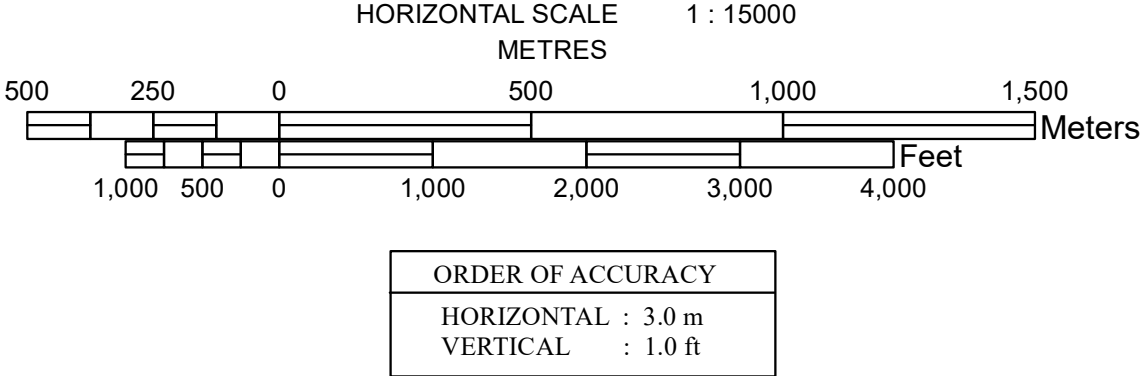 HORIZONTAL SCALE 1 : 15000
METRES
500 250 0 500 1,000 1,500
Meters
Feet
1,000 500 0 1,000 2,000 3,000 4,000
ORDER OF ACCURACY
HORIZONTAL : 3.0 m
VERTICAL : 1.0 ft